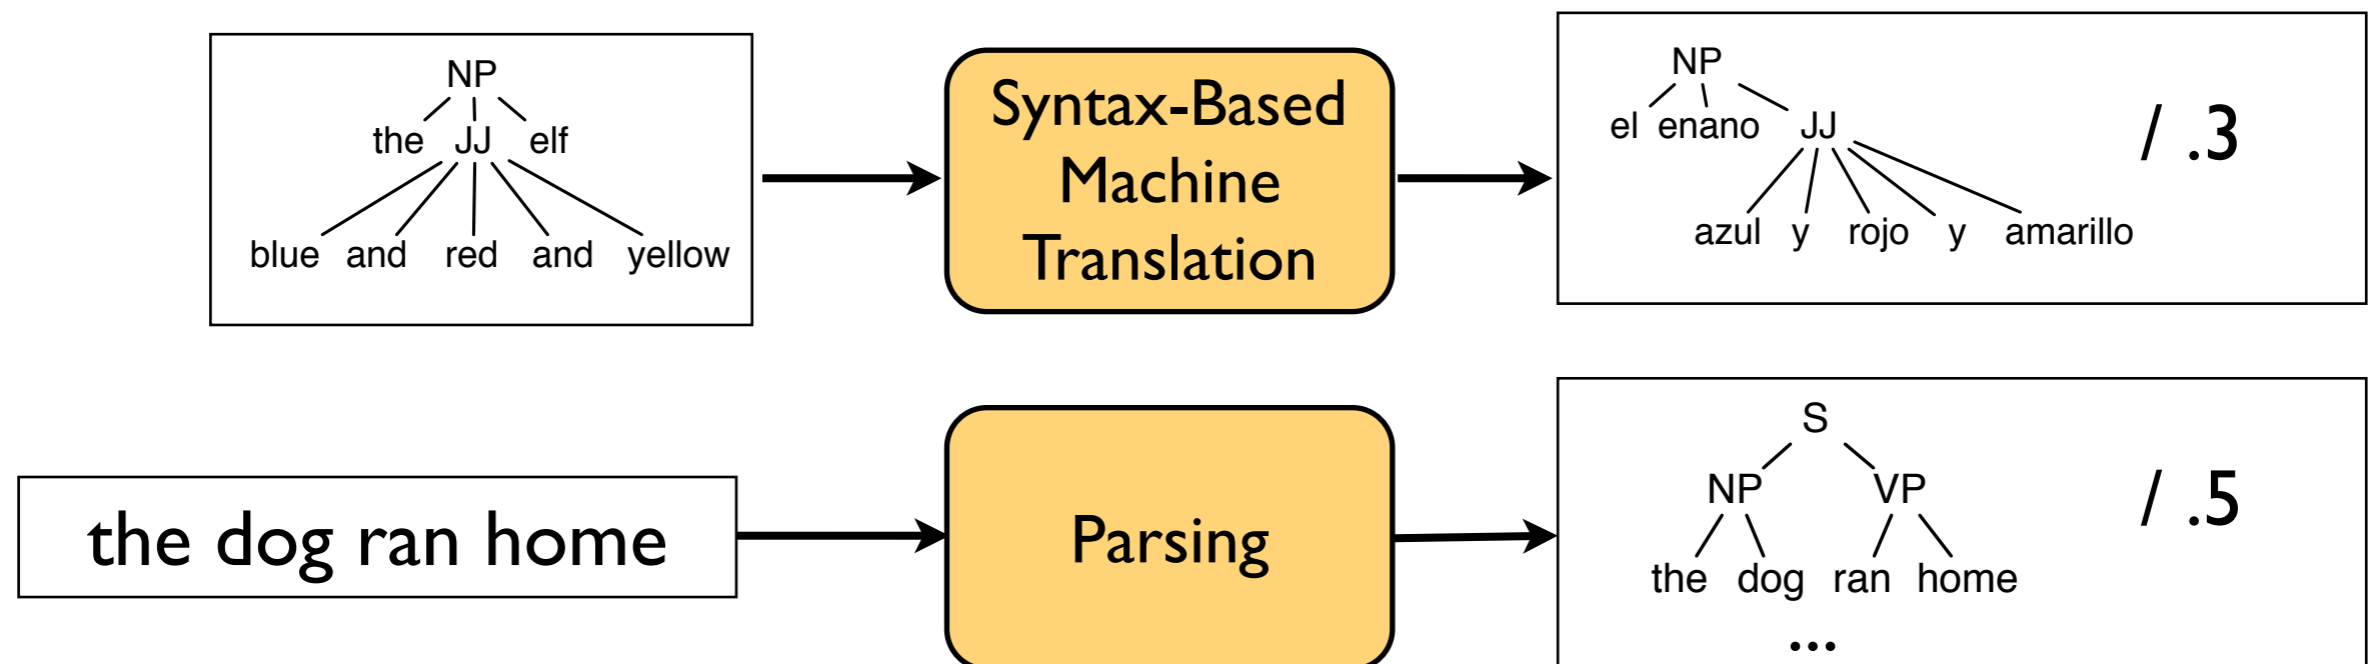 NP
the JJ elf
blue and red and yellow
Syntax-Based
Machine
Translation
NP
el enano JJ
azul y rojo y amarillo
/ .3
the dog ran home
Parsing
S
NP VP
the dog ran home
...
/ .5